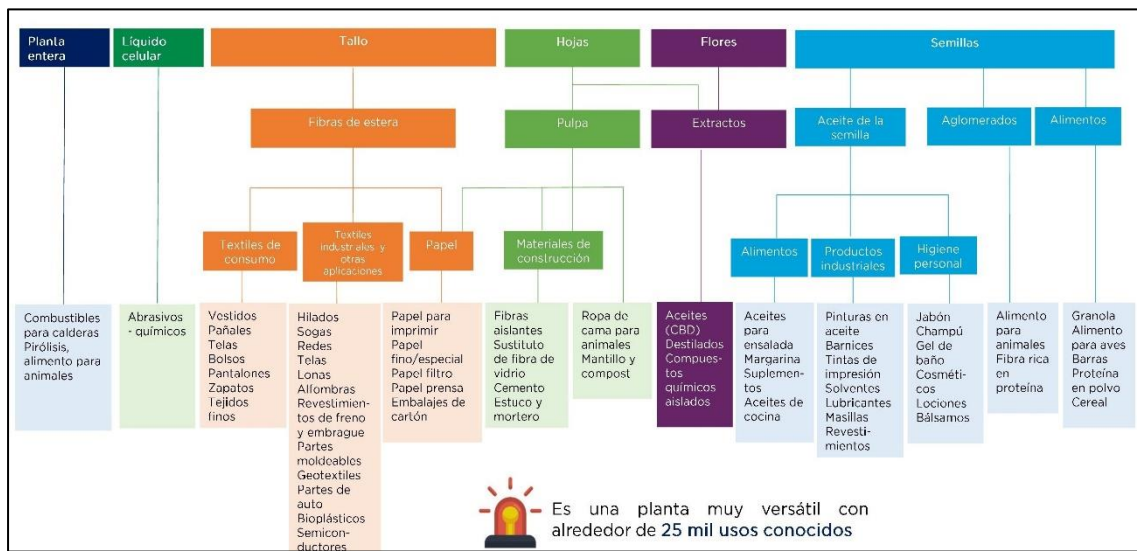 Planta
entera
Líquido
celular
Tallo
Hojas
Flores
Semillas
Fibras de estera
Pulpa
Extractos
Aceite de la
semilla
Aglomerados
Alimentos
Textiles de
consumo
Textiles
industriales y
otras
aplicaciones
Papel
Materiales de
construcción
Alimentos
Productos
industriales
Higiene
personal
Combustibles
para calderas
Pirólisis,
alimento para
animales
Abrasivos
- químicos
Vestidos
Pañales
Telas
Bolsos
Pantalones
Zapatos
Tejidos
finos
Hilados
Sogas
Redes
Telas
Lonas
Alfombras
Revestimien
tos de freno
y embrague
Partes
moldeables
Geotextiles
Partes de
auto
Bioplásticos
Semicon-
ductores
Papel para
imprimir
Papel
fino/especial
Papel filtro
Papel prensa
Embalajes de
cartón
Fibras
aislantes
Sustituto
de fibra de
vidrio
Cemento
Estuco y
mortero
Ropa de
cama para
animales
Mantillo y
compost
Aceites
(CBD)
Destilados
Compues-
tos
químicos
aislados
Aceites
para
ensalada
Margarina
Suplemen-
tos
Aceites de
cocina
Pinturas en
aceite
Barnices
Tintas de
impresión
Solventes
Lubricantes
Masillas
Revesti-
mientos
Jabón
Champú
Gel de
baño
Cosméti-
cos
Lociones
Bálsamos
Alimento
para
animales
Fibra rica
en
proteína
Granola
Alimento
para aves
Barras
Proteína
en polvo
Cereal
Es una planta muy versátil con
alrededor de 25 mil usos conocidos